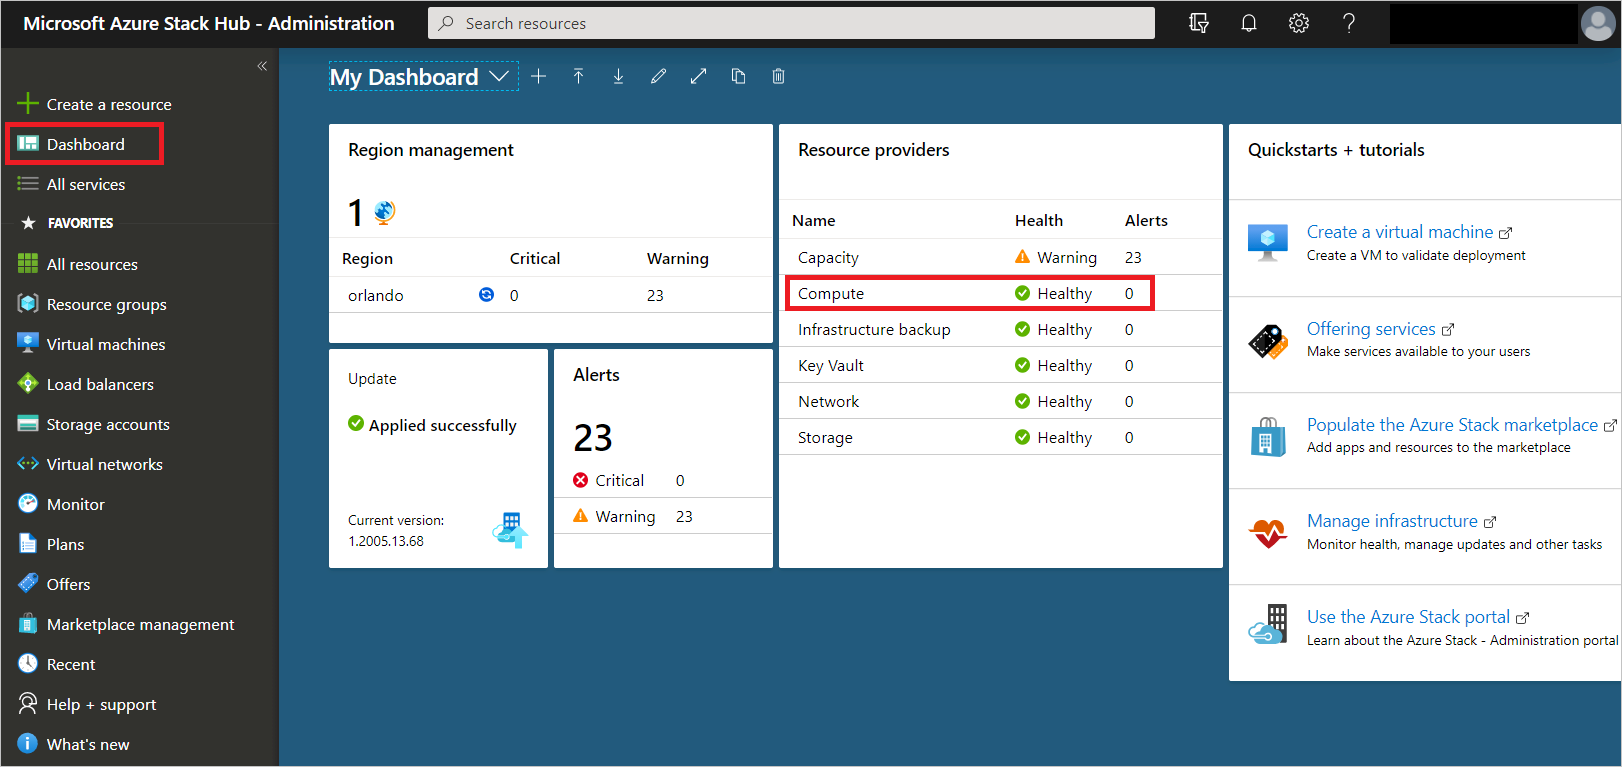 Microsoft Azure Stack Hub - Administration
Search resources
Create a resource
Dashboard
All services
FAVORITES
All resources
Resource groups
Virtual machines
Load balancers
Storage accounts
Virtual networks
Monitor
Plans
Offers
Marketplace management
Recent
Help + support
What's new
My Dashboard
Region management
1
Region Critical Warning
orlando 0 23
Update
Applied successfully
Current version:
1.2005.13.68
Alerts
23
Critical 0
Warning 23
Resource providers
Name Health Alerts
Capacity Warning 23
Compute Healthy 0
Infrastructure backup Healthy 0
Key Vault Healthy 0
Network Healthy 0
Storage Healthy 0
Quickstarts + tutorials
Create a virtual machine
Create a VM to validate deployment
Offering services
Make services available to your users
Populate the Azure Stack marketplace
Add apps and resources to the marketplace
Manage infrastructure
Monitor health, manage updates and other tasks
Use the Azure Stack portal
Learn about the Azure Stack - Administration portal